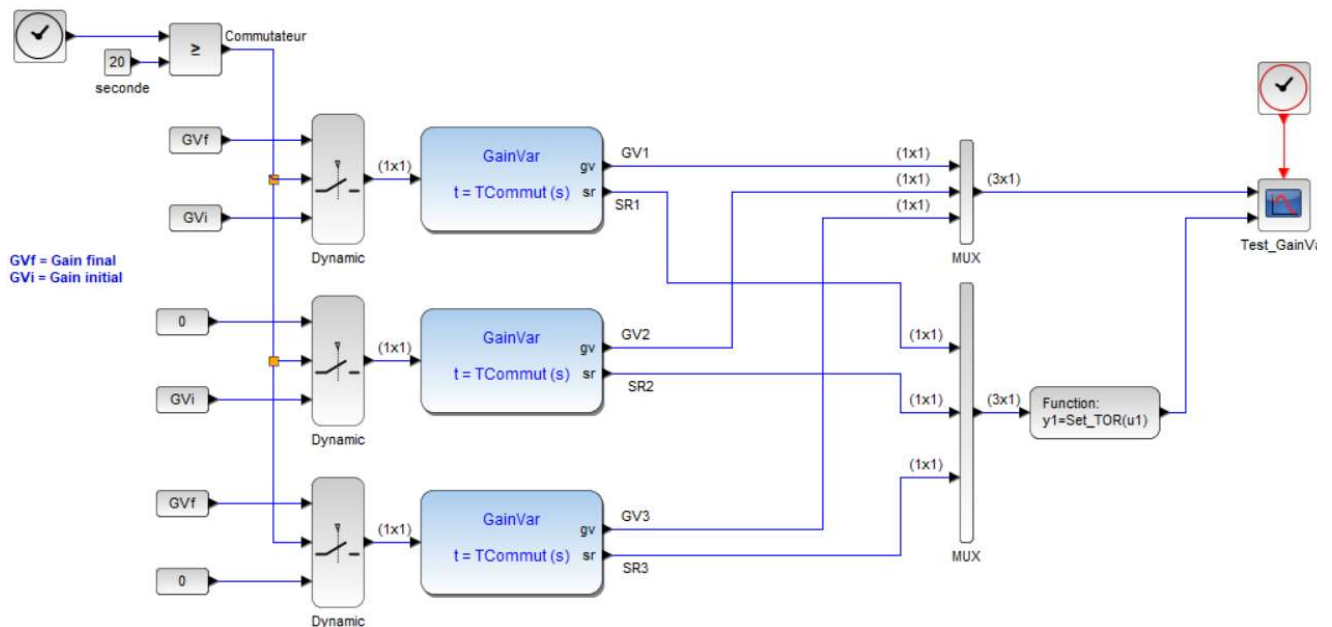 ≥
Commutateur
20
seconde
GVf
GVi
Dynamic
(1x1)
GainVar
t = TCommut (s)
gv
sr
GV1
SR1
(1x1)
(1x1)
(1x1)
MUX
(3x1)
Test_GainVa
GVf = Gain final
GVi = Gain initial
0
GVi
Dynamic
(1x1)
GainVar
t = TCommut (s)
gv
sr
GV2
SR2
(1x1)
(1x1)
(1x1)
MUX
(3x1)
Function:
y1=Set_TOR(u1)
GVf
0
Dynamic
(1x1)
GainVar
t = TCommut (s)
gv
sr
GV3
SR3